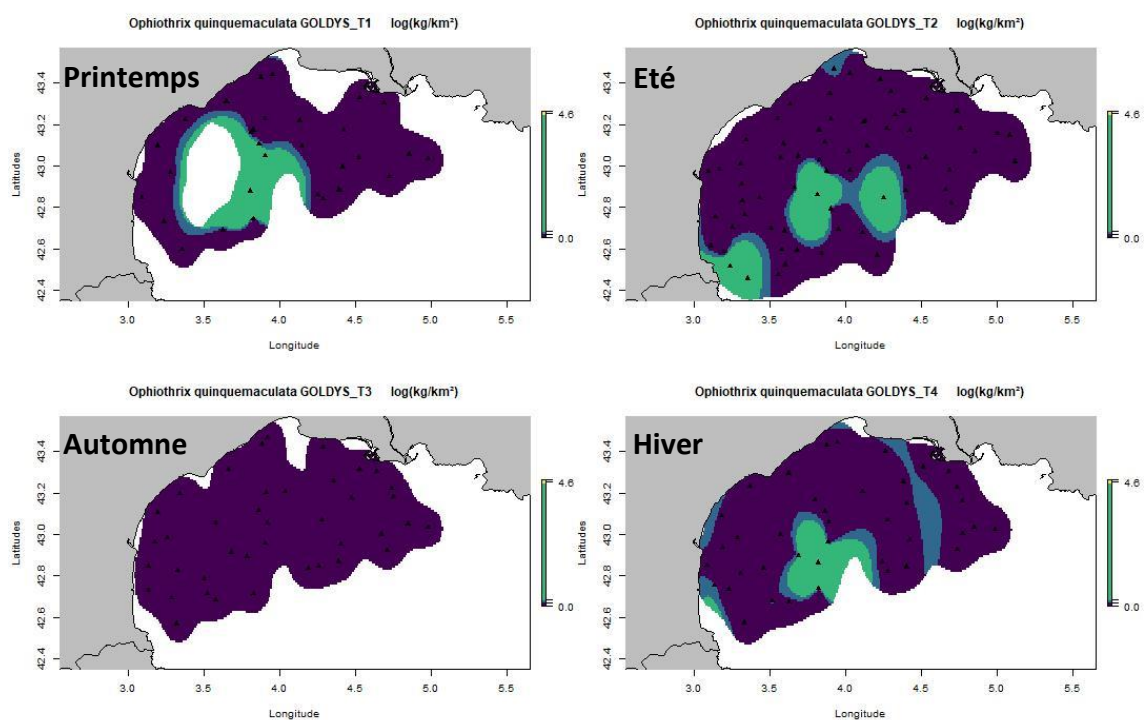 Ophiothrix quinquemaculata GOLDYS_T1 log(kg/km²)
Printemps
Latitudes
43.4
43.2
43.0
42.8
42.6
42.4
3.0 3.5 4.0 4.5 5.0 5.5
Longitude
4.6
0.0
Ophiothrix quinquemaculata GOLDYS_T2 log(kg/km²)
Eté
Latitudes
43.4
43.2
43.0
42.8
42.6
42.4
3.0 3.5 4.0 4.5 5.0 5.5
Longitude
4.6
0.0
Ophiothrix quinquemaculata GOLDYS_T3 log(kg/km²)
Automne
Latitudes
43.4
43.2
43.0
42.8
42.6
42.4
3.0 3.5 4.0 4.5 5.0 5.5
Longitude
4.6
0.0
Ophiothrix quinquemaculata GOLDYS_T4 log(kg/km²)
Hiver
Latitudes
43.4
43.2
43.0
42.8
42.6
42.4
3.0 3.5 4.0 4.5 5.0 5.5
Longitude
4.6
0.0